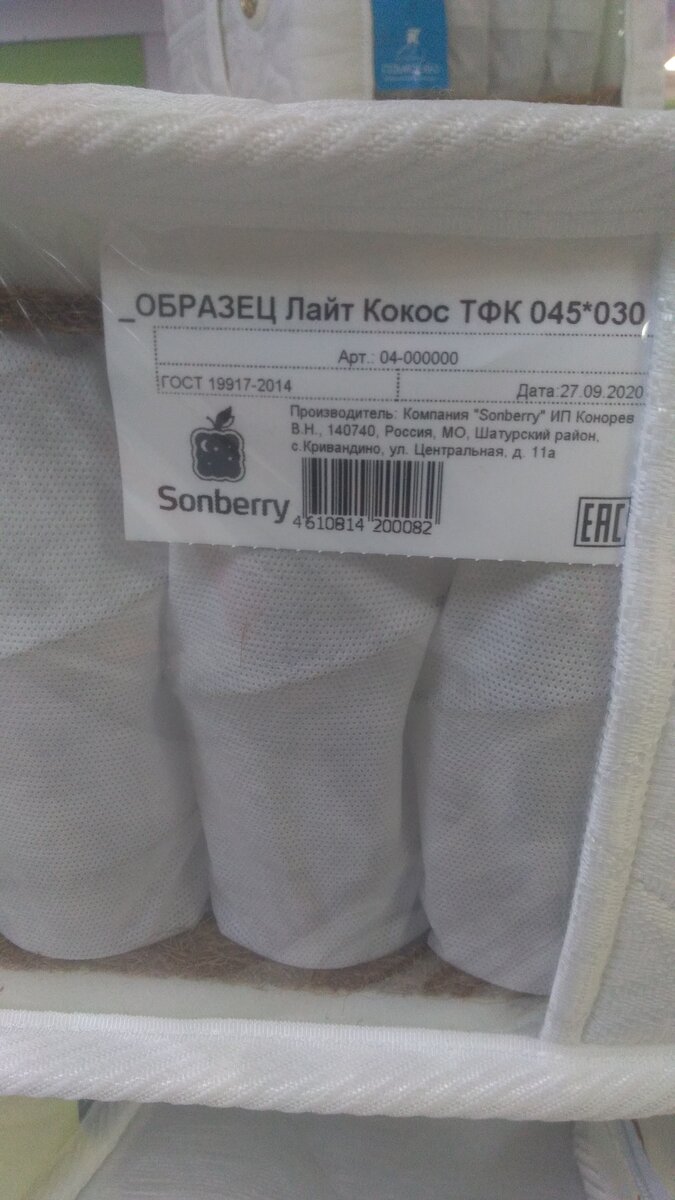 _ОБРАЗЕЦ Лайт Кокос ТФК 045*030
Арт.: 04-000000
ГОСТ 19917-2014
Дата:27.09.2020
Производитель: Компания "Sonberry" ИП Конорев
В.Н., 140740, Россия, МО, Шатурский район,
с.Кривандино, ул. Центральная, д. 11а
Sonberry
4 610814 200082
EAC